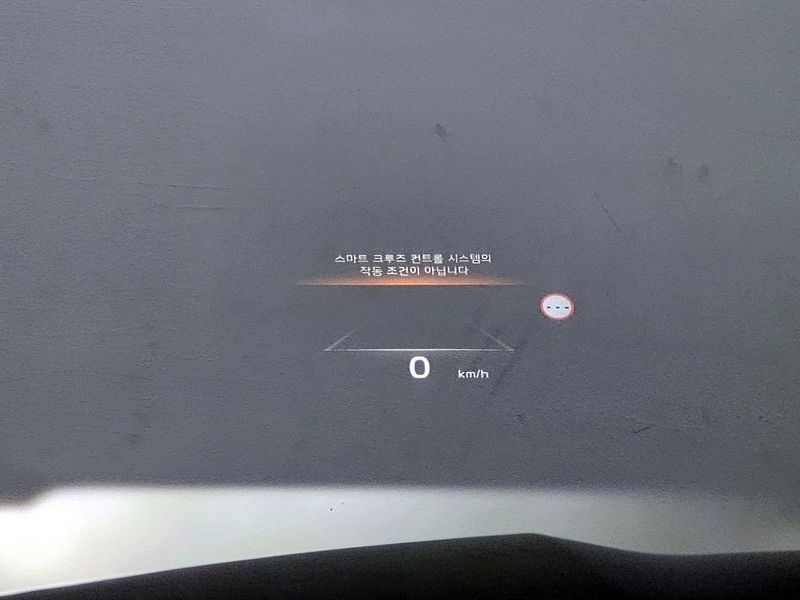 스마트 크루즈 컨트롤 시스템의
작동 조건이 아닙니다
---
0 km/h